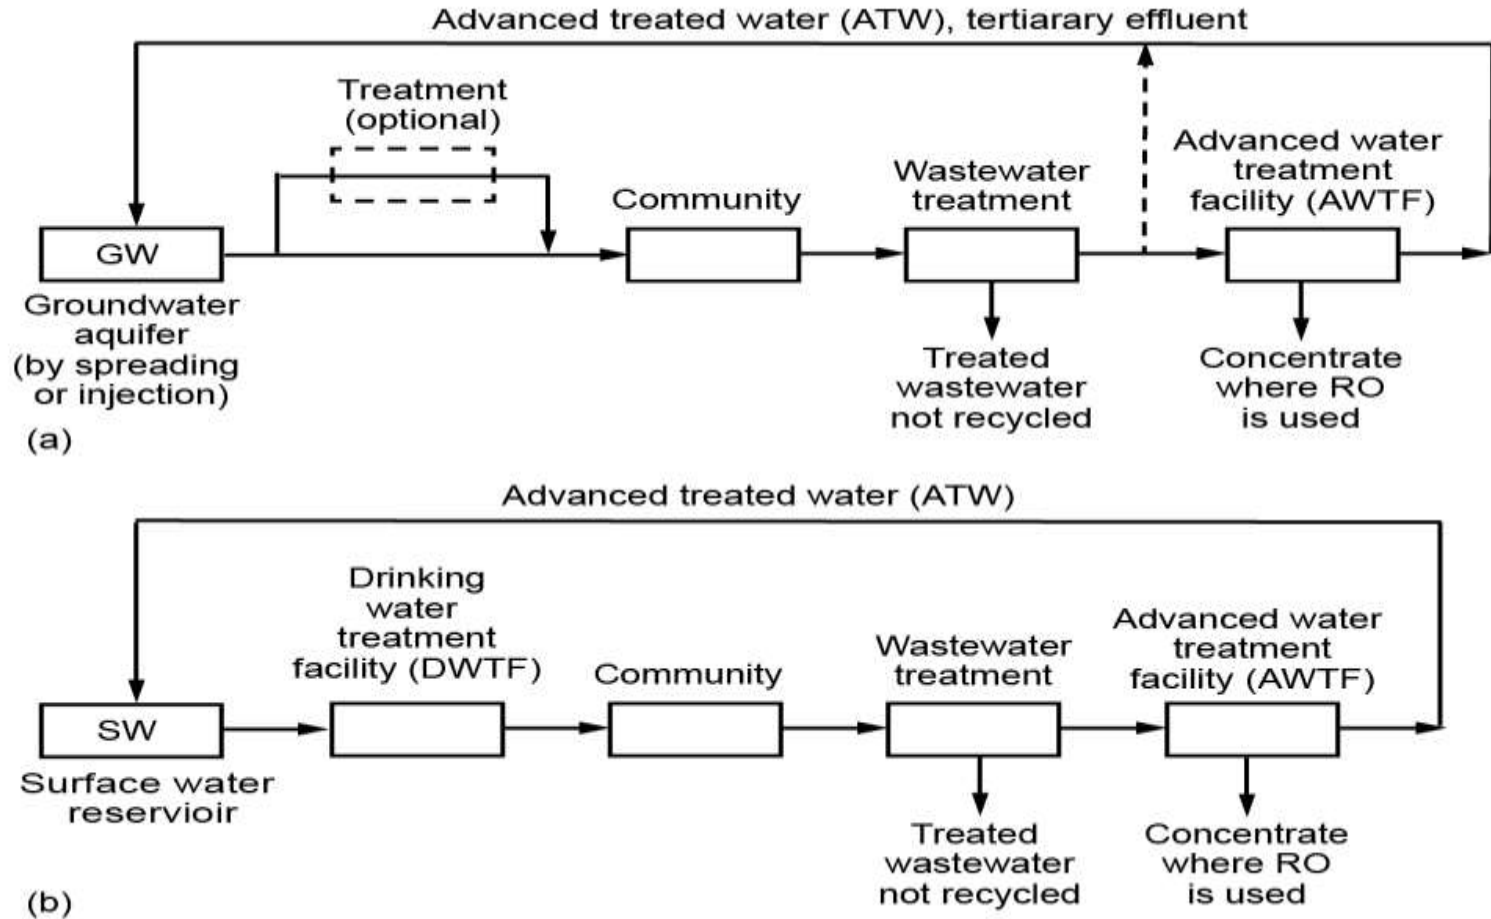 Advanced treated water (ATW), tertiarary effluent
Treatment
(optional)
Advanced water
treatment
facility (AWTF)
Wastewater
treatment
Community
GW
Groundwater
aquifer
(by spreading
or injection)
Treated
wastewater
not recycled
Concentrate
where RO
is used
(a)
Advanced treated water (ATW)
Drinking
water
treatment
facility (DWTF)
Community
Wastewater
treatment
Advanced water
treatment
facility (AWTF)
SW
Surface water
reservioir
Treated
wastewater
not recycled
Concentrate
where RO
is used
(b)